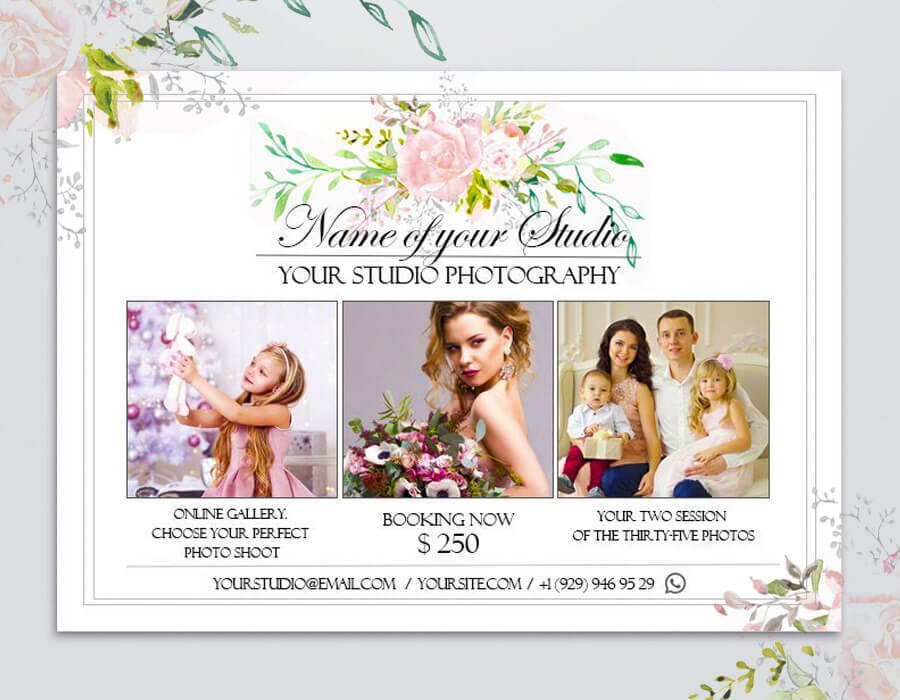 Name of your Studio
YOUR STUDIO PHOTOGRAPHY
ONLINE GALLERY.
CHOOSE YOUR PERFECT
PHOTO SHOOT
BOOKING NOW
$ 250
YOUR TWO SESSION
OF THE THIRTY-FIVE PHOTOS
YOURSTUDIO@EMAIL.COM / YOURSITE.COM / +1 (929) 946 95 29